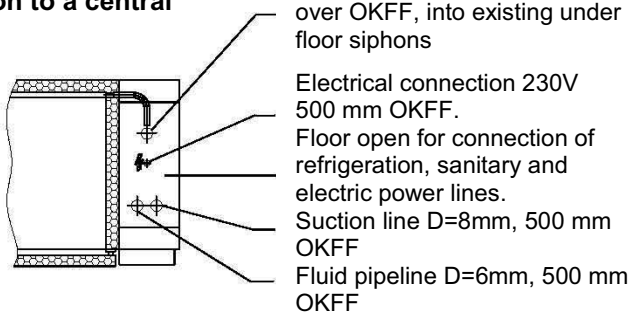 on to a central
over OKFF, into existing under
floor siphons
Electrical connection 230V
500 mm OKFF.
Floor open for connection of
refrigeration, sanitary and
electric power lines.
Suction line D=8mm, 500 mm
OKFF
Fluid pipeline D=6mm, 500 mm
OKFF